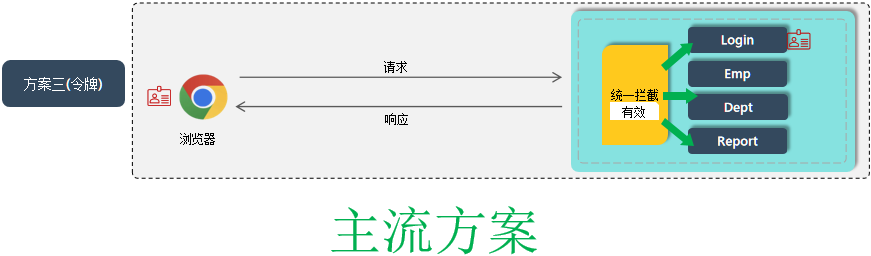 方案三(令牌)
浏览器
请求
响应
统一拦截
有效
Login
Emp
Dept
Report
主流方案